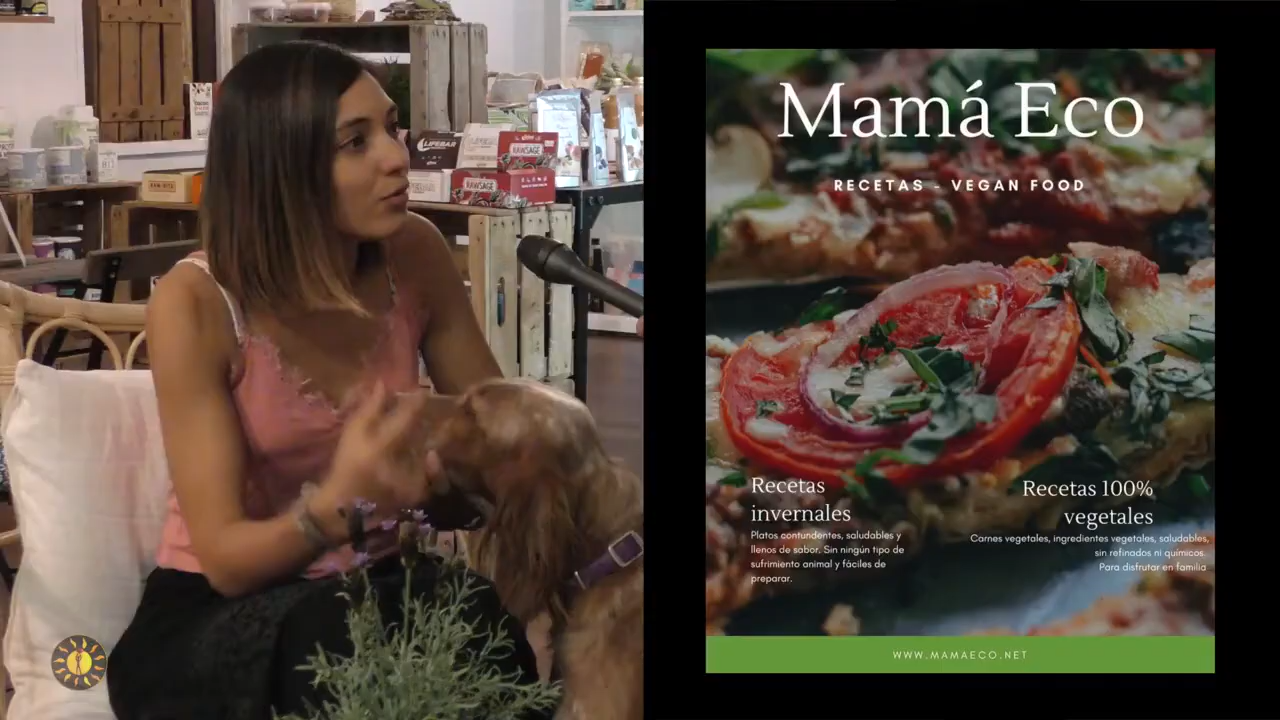 LIFEBAR
LIFEBAR
RAWSAGE
RAWSAGE
Mamá Eco
RECETAS - VEGAN FOOD
Recetas
invernales
Platos contundentes, saludables y
llenos de sabor. Sin ningún tipo de
sufrimiento animal y fáciles de
preparar.
Recetas 100%
vegetales
Carnes vegetales, ingredientes vegetales, saludables,
sin refinados ni químicos.
Para disfrutar en familia
WWW.MAMAECO.NET